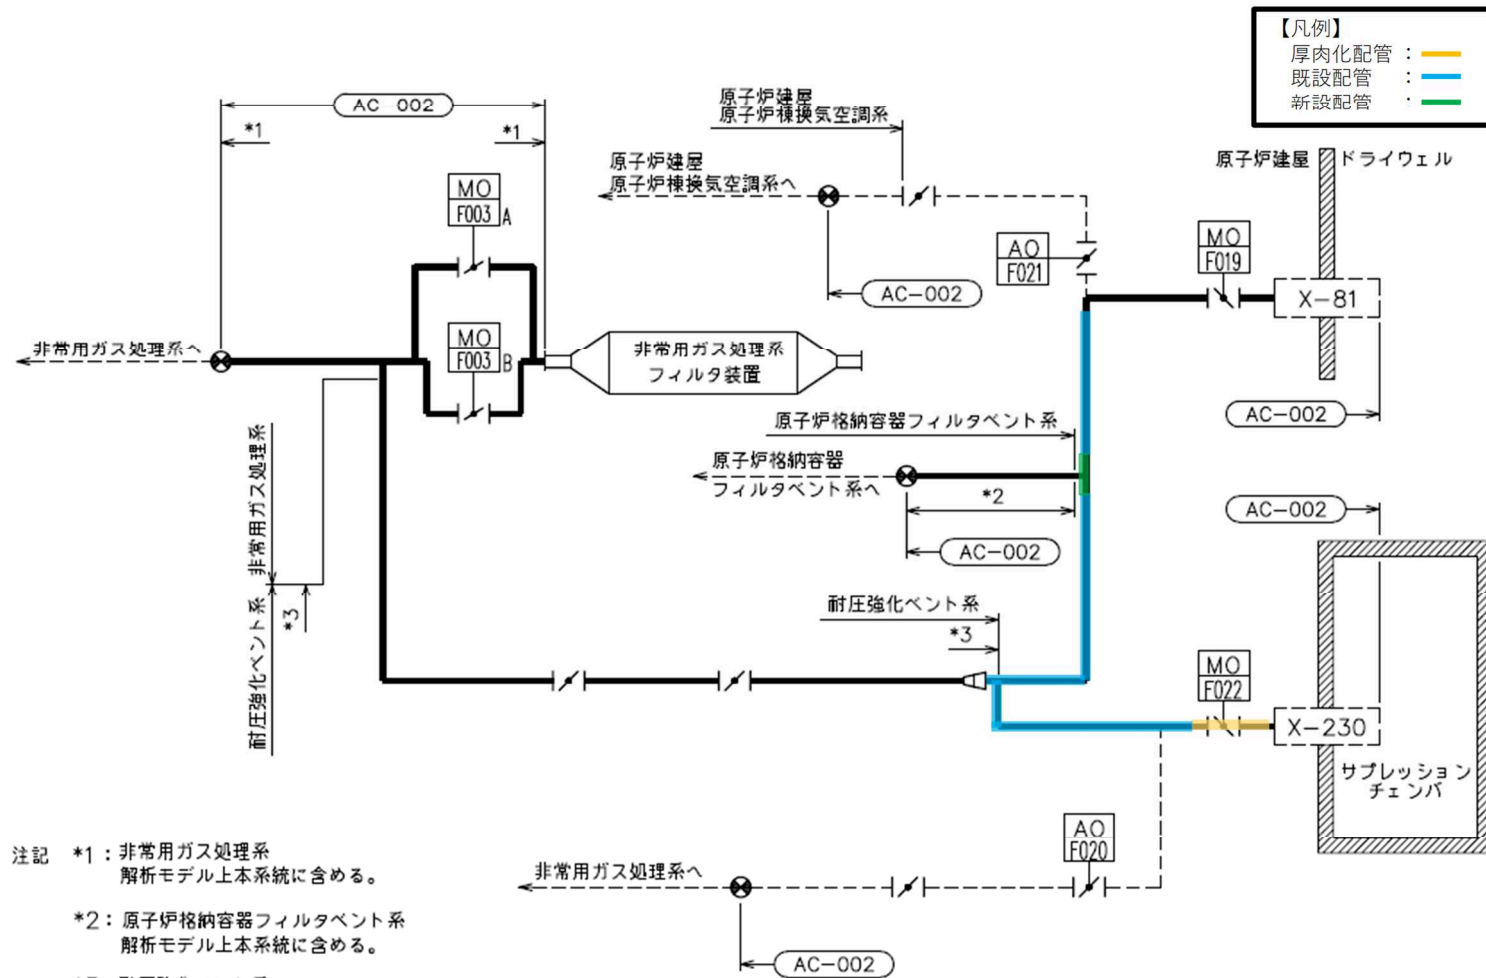 【凡例】
厚肉化配管 :
既設配管 :
新設配管 :
AC-002
*1
*1
原子炉建屋
原子炉棟換気空調系
原子炉建屋
原子炉棟換気空調系へ
MO
F003 A
AO
F021
AC-002
MO
F019
原子炉建屋
ドライウェル
X-81
AC-002
非常用ガス処理系へ
MO
F003 B
非常用ガス処理系
フィルタ装置
原子炉格納容器フィルタベント系
原子炉格納容器
フィルタベント系へ
*2
AC-002
AC-002
非常用ガス処理系
耐圧強化ベント系
*3
耐圧強化ベント系
*3
MO
F022
X-230
サプレッション
チェンバ
AO
F020
非常用ガス処理系へ
AC-002
注記 *1：非常用ガス処理系
解析モデル上本系統に含める。
*2：原子炉格納容器フィルタベント系
解析モデル上本系統に含める。